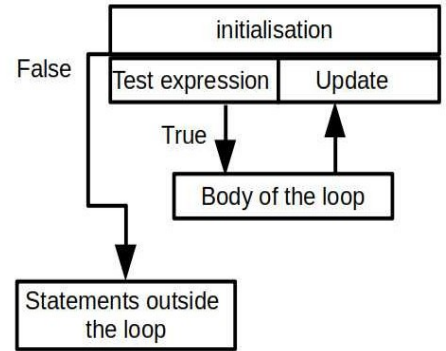 initialisation
False
Test expression
Update
True
Body of the loop
Statements outside
the loop